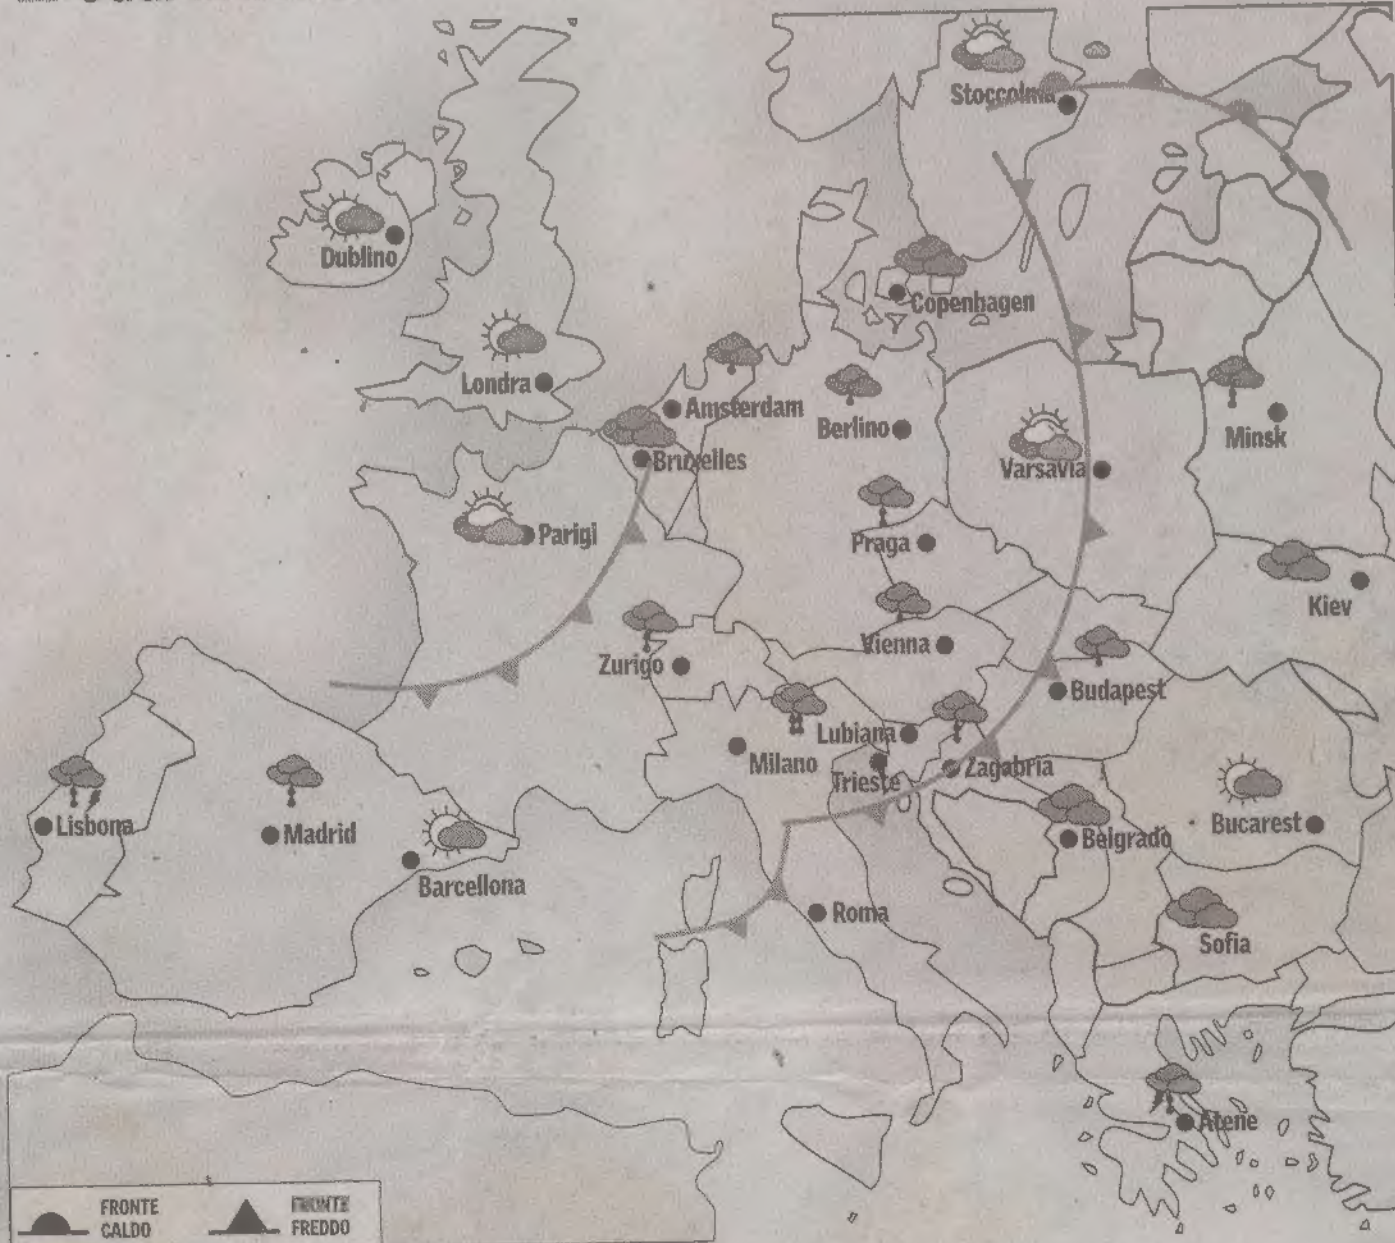 Stoccolma
Dublino
Copenhagen
Londra
Amsterdam
Berlino
Minsk
Bruxelles
Varsavia
Parigi
Praga
Kiev
Vienna
Zurigo
Budapest
Lubiana
Milano
Trieste
Zagabria
Lisbona
Madrid
Belgrado
Bucarest
Barcellona
Roma
Sofia
Atene
FRONTE
CALDO
FRONTE
FREDDO